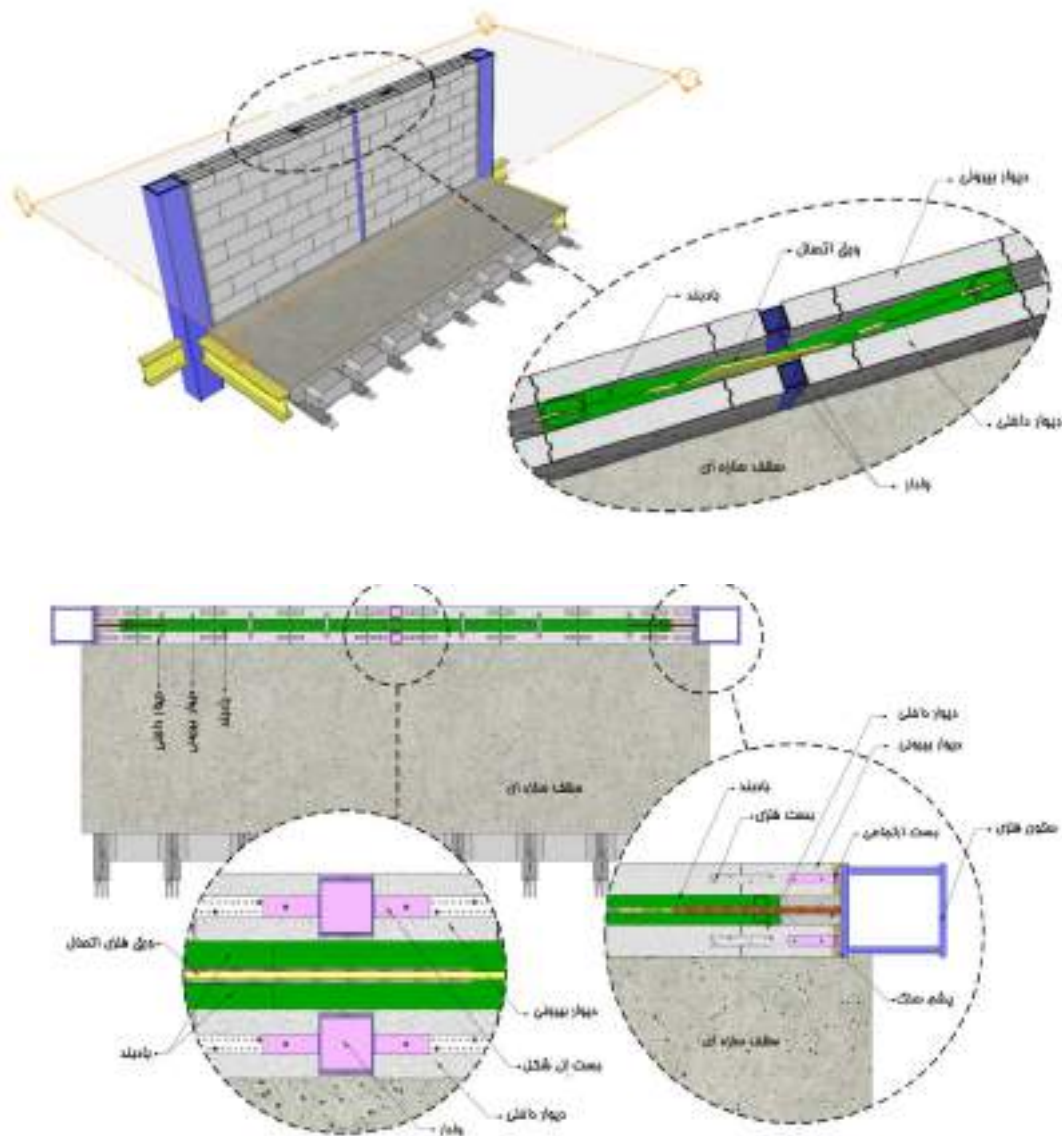 دیوار بیرونی
ورق اتصال
بادبند
دیوار داخلی
سقف سازه ای
وادار
دیوار داخلی
دیوار بیرونی
بادبند
سقف سازه ای
دیوار داخلی
دیوار بیرونی
بادبند
بست فلزی
بست ارتجاعی
ستون فلزی
پشم سنگ
سقف سازه ای
ورق فلزی اتصال
بادبند
دیوار بیرونی
بست ال شکل
دیوار داخلی
وادار